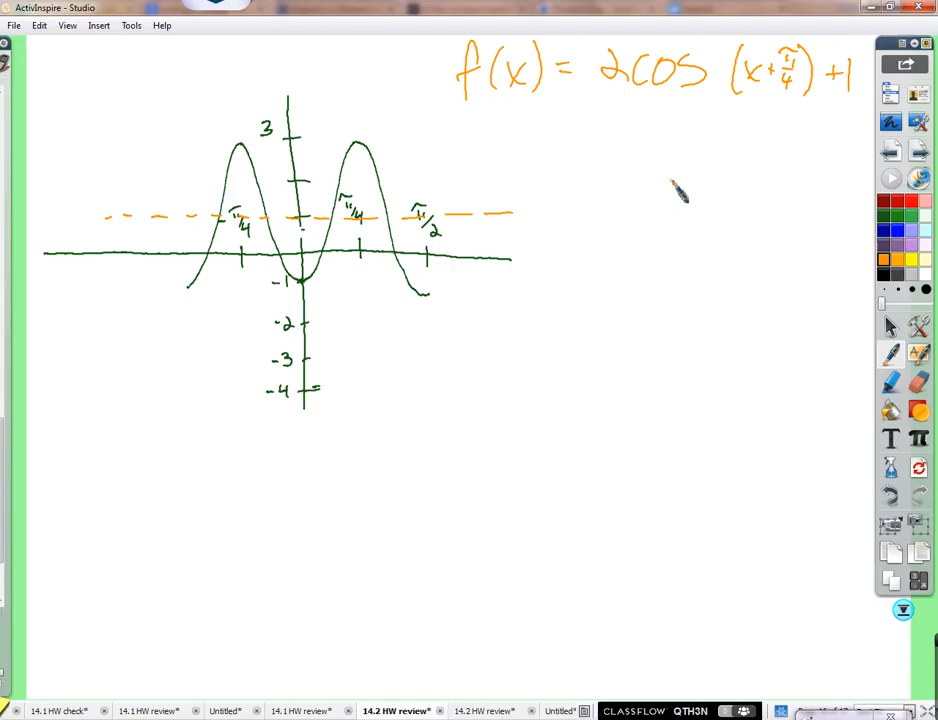 ActivInspire - Studio
File Edit View Insert Tools Help
f(x) = 2cos (x+π/4) +1
3
-π/4 π/4 π/2
-1
-2
-3
-4
14.1 HW check* 14.1 HW review* Untitled* 14.1 HW review* 14.2 HW review* 14.2 HW review* Untitled* CLASSFLOW QTH3N